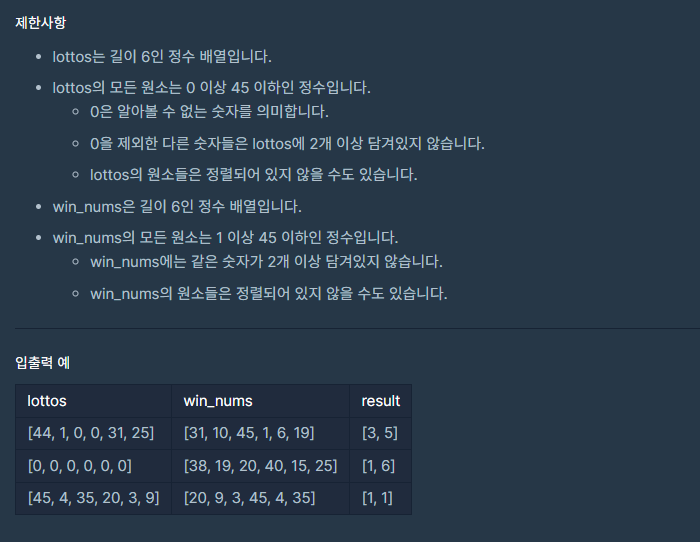 제한사항
lottos는 길이 6인 정수 배열입니다.
lottos의 모든 원소는 0 이상 45 이하인 정수입니다.
0은 알아볼 수 없는 숫자를 의미합니다.
0을 제외한 다른 숫자들은 lottos에 2개 이상 담겨있지 않습니다.
lottos의 원소들은 정렬되어 있지 않을 수도 있습니다.
win_nums은 길이 6인 정수 배열입니다.
win_nums의 모든 원소는 1 이상 45 이하인 정수입니다.
win_nums에는 같은 숫자가 2개 이상 담겨있지 않습니다.
win_nums의 원소들은 정렬되어 있지 않을 수도 있습니다.
입출력 예
lottos win_nums result
[44, 1, 0, 0, 31, 25] [31, 10, 45, 1, 6, 19] [3, 5]
[0, 0, 0, 0, 0, 0] [38, 19, 20, 40, 15, 25] [1, 6]
[45, 4, 35, 20, 3, 9] [20, 9, 3, 45, 4, 35] [1, 1]